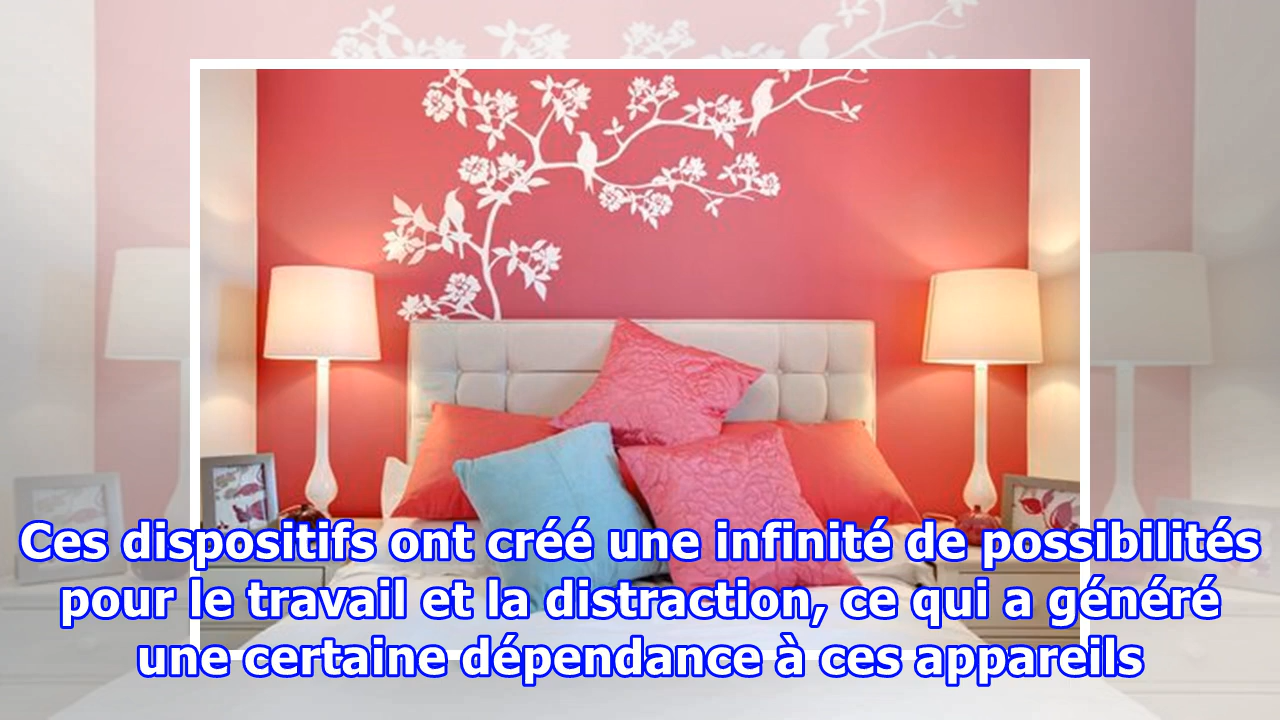 Ces dispositifs ont créé une infinité de possibilités
pour le travail et la distraction, ce qui a généré
une certaine dépendance à ces appareils